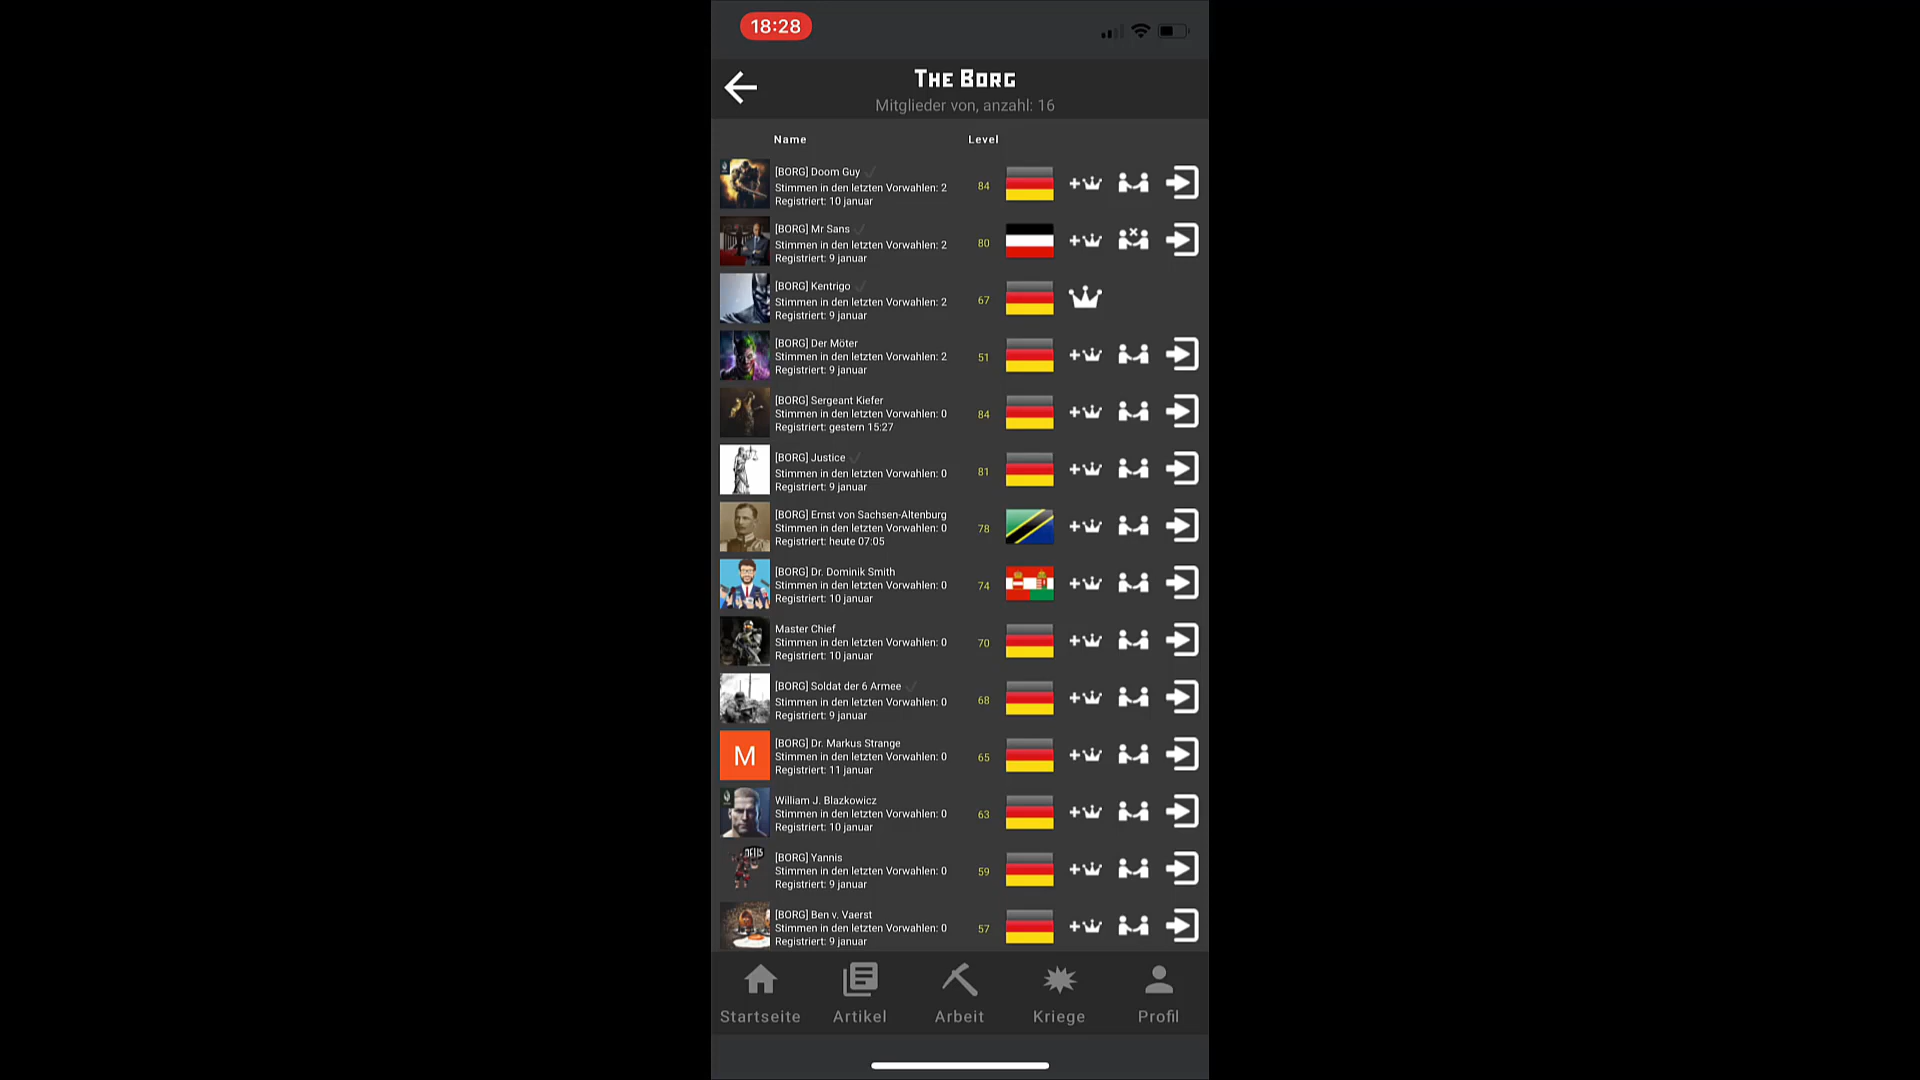 18:28
The Borg
Mitglieder von, anzahl: 16
Name Level
[BORG] Doom Guy
Stimmen in den letzten Vorwahlen: 2
Registriert: 10 januar
84
[BORG] Mr Sans
Stimmen in den letzten Vorwahlen: 2
Registriert: 9 januar
80
[BORG] Kentrigo
Stimmen in den letzten Vorwahlen: 2
Registriert: 9 januar
67
[BORG] Der Möter
Stimmen in den letzten Vorwahlen: 2
Registriert: 9 januar
51
[BORG] Sergeant Kiefer
Stimmen in den letzten Vorwahlen: 0
Registriert: gestern 15:27
84
[BORG] Justice
Stimmen in den letzten Vorwahlen: 0
Registriert: 9 januar
81
[BORG] Ernst von Sachsen-Altenburg
Stimmen in den letzten Vorwahlen: 0
Registriert: heute 07:05
78
[BORG] Dr. Dominik Smith
Stimmen in den letzten Vorwahlen: 0
Registriert: 10 januar
74
Master Chief
Stimmen in den letzten Vorwahlen: 0
Registriert: 10 januar
70
[BORG] Soldat der 6 Armee
Stimmen in den letzten Vorwahlen: 0
Registriert: 9 januar
68
M
[BORG] Dr. Markus Strange
Stimmen in den letzten Vorwahlen: 0
Registriert: 11 januar
65
William J. Blazkowicz
Stimmen in den letzten Vorwahlen: 0
Registriert: 10 januar
63
[BORG] Yannis
Stimmen in den letzten Vorwahlen: 0
Registriert: 9 januar
59
[BORG] Ben v. Vaerst
Stimmen in den letzten Vorwahlen: 0
Registriert: 9 januar
57
Startseite Artikel Arbeit Kriege Profil